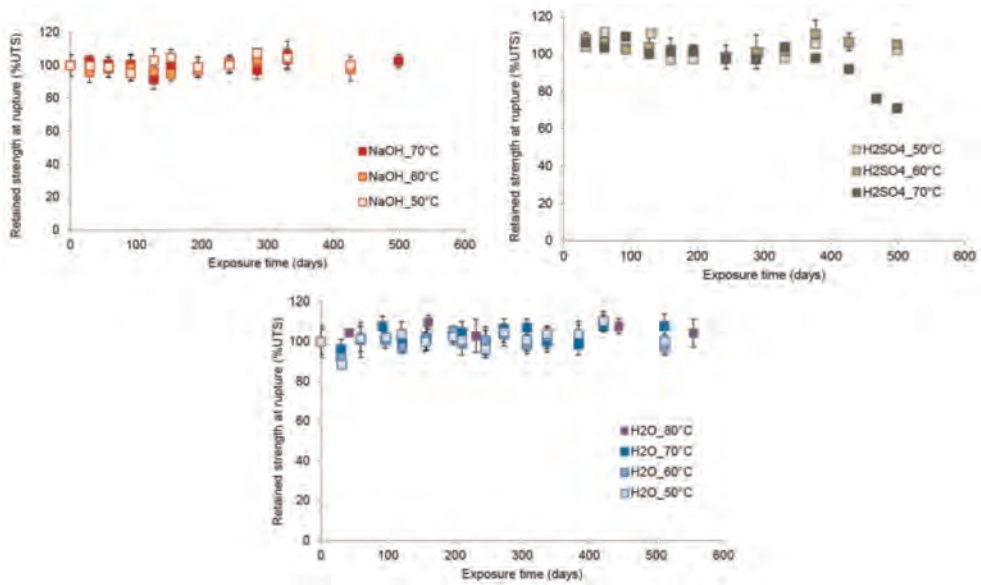 120
100
80
60
40
20
0
Retained strength at rupture (%UTS)
NaOH_70°C
NaOH_60°C
NaOH_50°C
0 100 200 300 400 500 600
Exposure time (days)
120
100
80
60
40
20
0
Retained strength at rupture (%UTS)
H2SO4_50°C
H2SO4_60°C
H2SO4_70°C
0 100 200 300 400 500 600
Exposure time (days)
120
100
80
60
40
20
0
Retained strength at rupture (%UTS)
H2O_80°C
H2O_70°C
H2O_60°C
H2O_50°C
0 100 200 300 400 500 600
Exposure time (days)